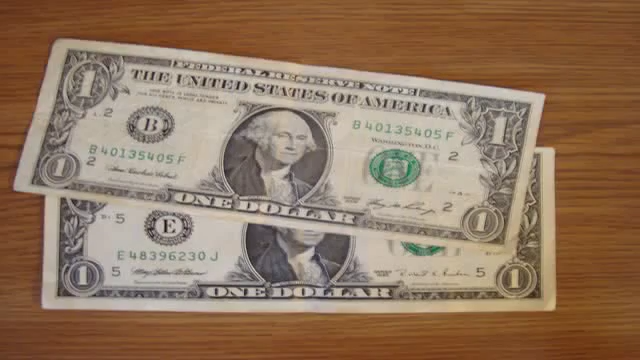 FEDERAL RESERVE NOTE
THE UNITED STATES OF AMERICA
1
1
L 2
B
B 40135405 F
WASHINGTON, D.C.
2
B 40135405 F
2
2
1
ONE DOLLAR
1
5
E
E 48396230 J
5
5
1
ONE DOLLAR
1